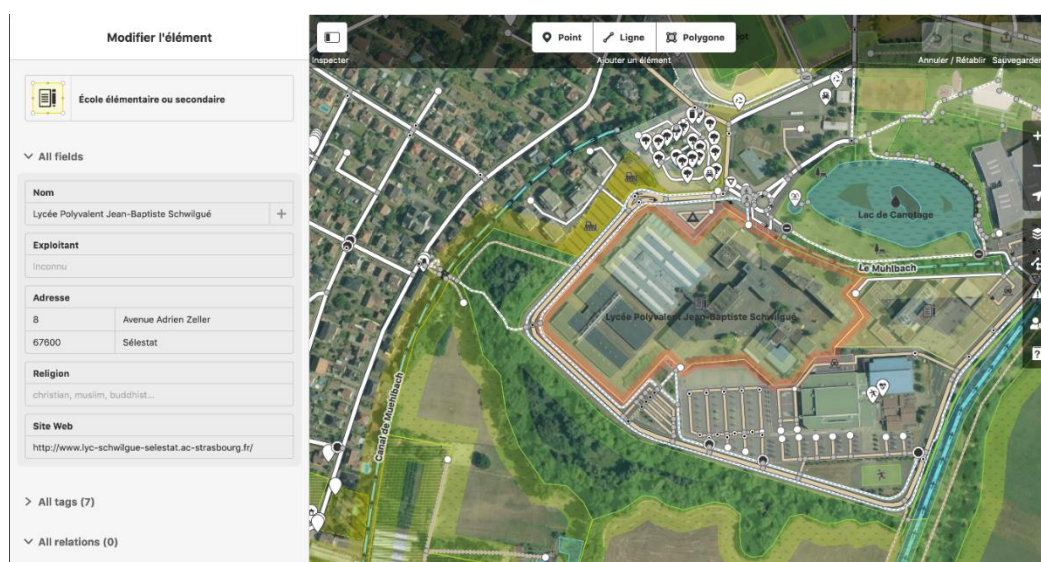 Modifier l'élément
École élémentaire ou secondaire
All fields
Nom
Lycée Polyvalent Jean-Baptiste Schwilgué
Exploitant
Inconnu
Adresse
8 Avenue Adrien Zeller
67600 Sélestat
Religion
christian, muslim, buddhist...
Site Web
http://www.lyc-schwilgue-selestat.ac-strasbourg.fr/
All tags (7)
All relations (0)
Inspecter
Point Ligne Polygone
Ajouter un élément
Annuler / Rétablir Sauvegarder
Lac de Canotage
Le Muhlbach
Lycée Polyvalent Jean-Baptiste Schwilgué
Canal de Muehlbach